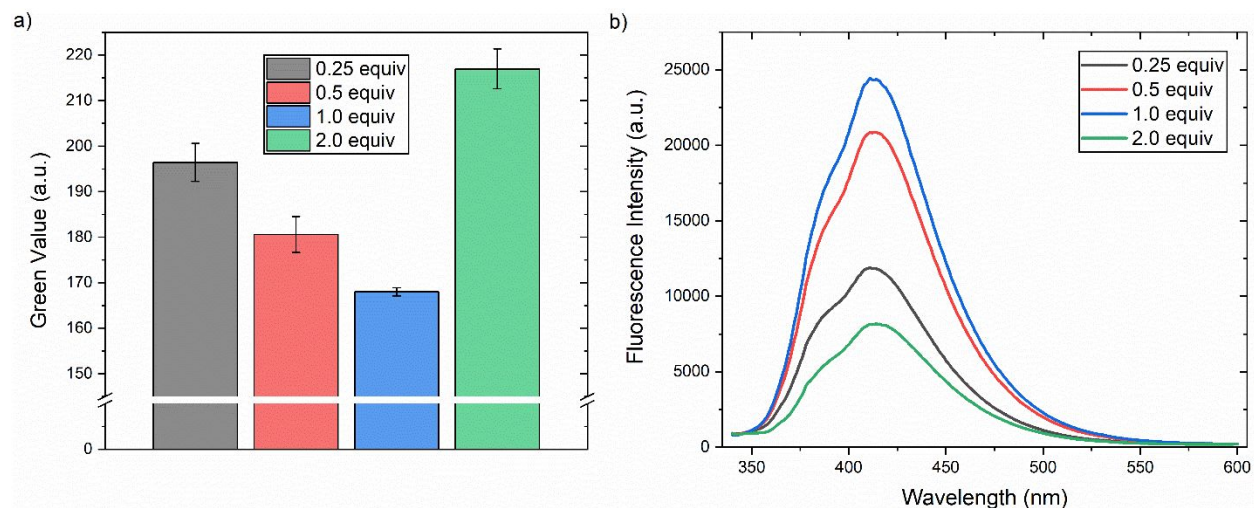 a)
220
215
210
200
190
180
170
160
150
0
Green Value (a.u.)
0.25 equiv
0.5 equiv
1.0 equiv
2.0 equiv
b)
25000
20000
15000
10000
5000
0
Fluorescence Intensity (a.u.)
0.25 equiv
0.5 equiv
1.0 equiv
2.0 equiv
350 400 450 500 550 600
Wavelength (nm)